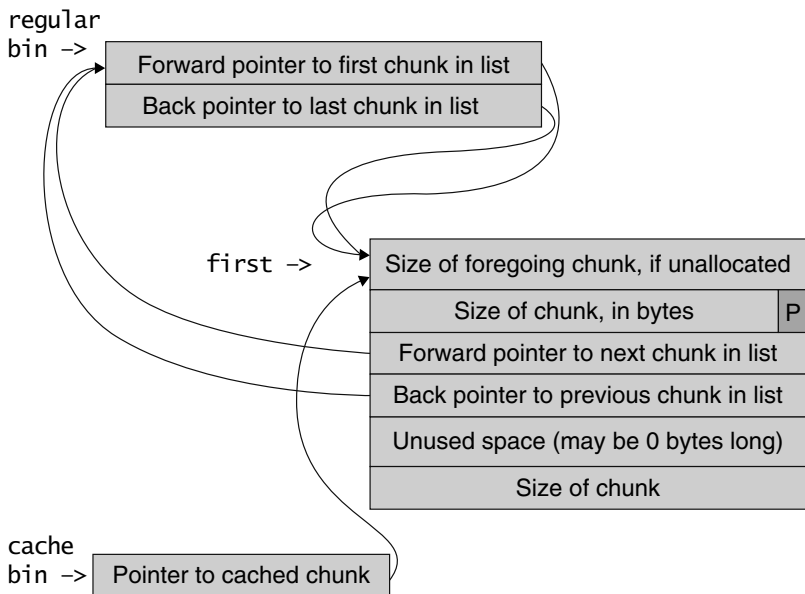 regular
bin –>
Forward pointer to first chunk in list
Back pointer to last chunk in list
first –>
Size of foregoing chunk, if unallocated
Size of chunk, in bytes P
Forward pointer to next chunk in list
Back pointer to previous chunk in list
Unused space (may be 0 bytes long)
Size of chunk
cache
bin –>
Pointer to cached chunk